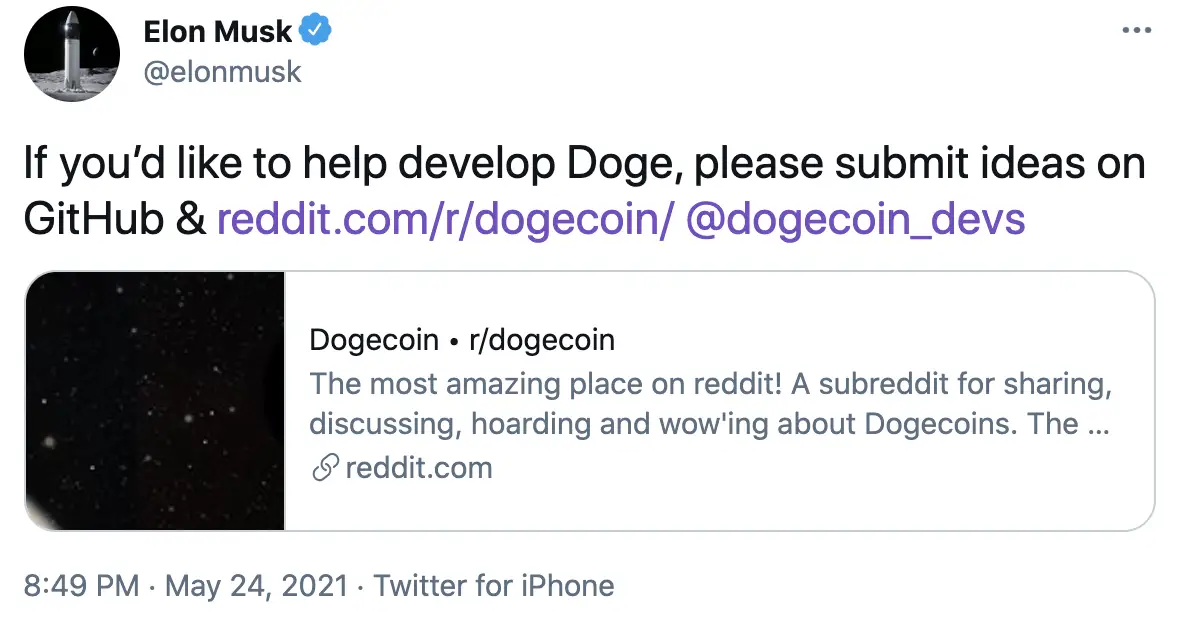 Elon Musk
@elonmusk
If you’d like to help develop Doge, please submit ideas on
GitHub & reddit.com/r/dogecoin/ @dogecoin_devs
Dogecoin • r/dogecoin
The most amazing place on reddit! A subreddit for sharing,
discussing, hoarding and wow'ing about Dogecoins. The ...
reddit.com
8:49 PM · May 24, 2021 · Twitter for iPhone